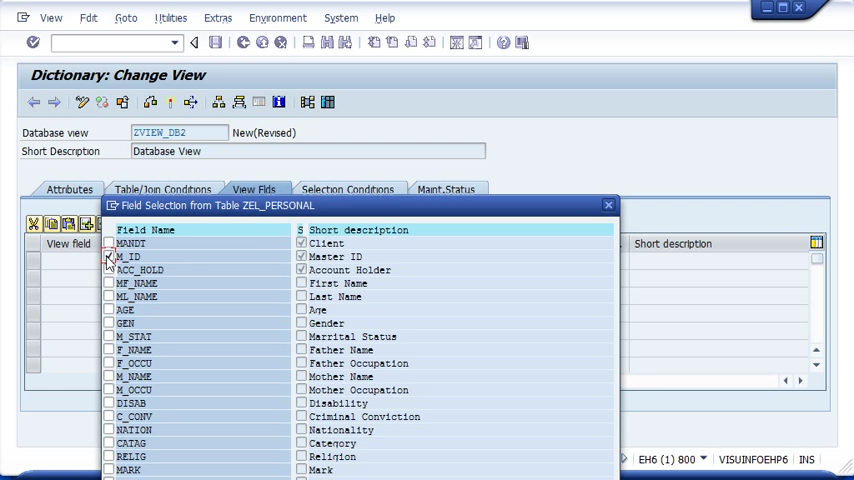 View Edit Goto Utilities Extras Environment System Help
Dictionary: Change View
Database view ZVIEW_DB2 New(Revised)
Short Description Database View
Attributes Table/Join Conditions View Flds Selection Conditions Maint.Status
Field Selection from Table ZEL_PERSONAL
Field Name S Short description
View field Short description
MANDT Client
M_ID Master ID
ACC_HOLD Account Holder
MF_NAME First Name
ML_NAME Last Name
AGE Age
GEN Gender
M_STAT Marrital Status
F_NAME Father Name
F_OCCU Father Occupation
M_NAME Mother Name
M_OCCU Mother Occupation
DISAB Disability
C_CONV Criminal Conviction
NATION Nationality
CATAG Category
RELIG Religion
MARK Mark
EH6 (1) 800 VISUINFOEHP6 INS